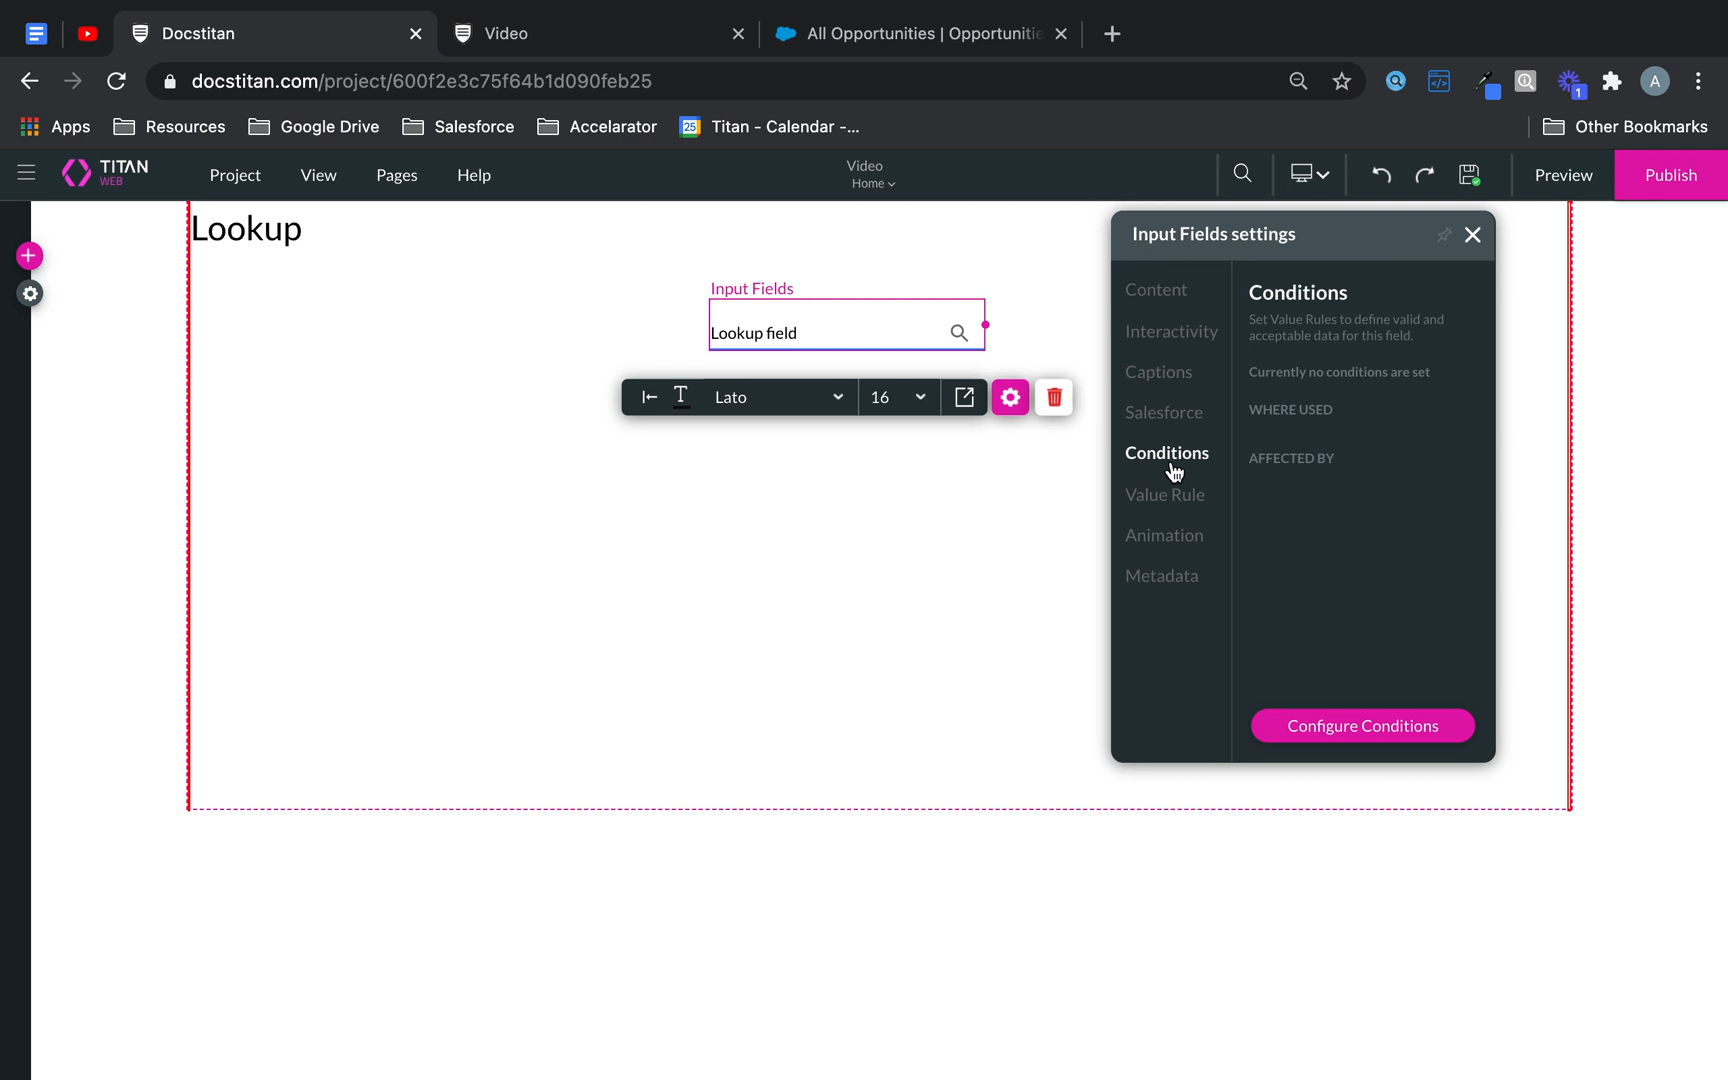 Docstitan
Video
All Opportunities | Opportunitie
docstitan.com/project/600f2e3c75f64b1d090feb25
1
A
Apps
Resources
Google Drive
Salesforce
Accelarator
25
Titan - Calendar -...
Other Bookmarks
TITAN
WEB
Project
View
Pages
Help
Video
Home
Preview
Publish
Lookup
Input Fields
Lookup field
Lato
16
Input Fields settings
Content
Interactivity
Captions
Salesforce
Conditions
Value Rule
Animation
Metadata
Conditions
Set Value Rules to define valid and
acceptable data for this field.
Currently no conditions are set
WHERE USED
AFFECTED BY
Configure Conditions